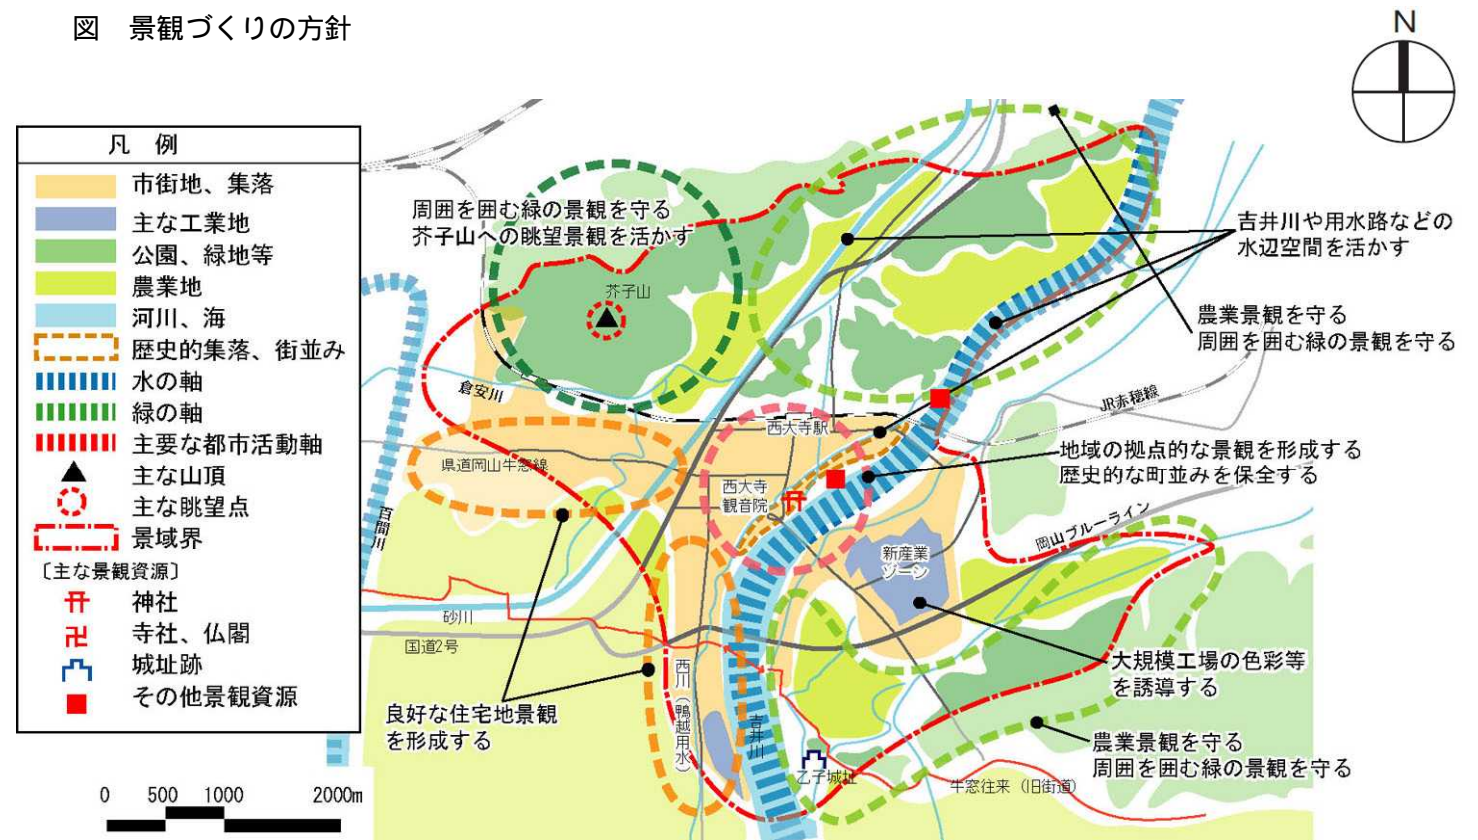 図　景観づくりの方針
N
凡　例
市街地、集落
主な工業地
公園、緑地等
農業地
河川、海
歴史的集落、街並み
水の軸
緑の軸
主要な都市活動軸
主な山頂
主な眺望点
景域界
〔主な景観資源〕
神社
寺社、仏閣
城址跡
その他景観資源
0　500　1000　2000m
周囲を囲む緑の景観を守る
芥子山への眺望景観を活かす
芥子山
吉井川や用水路などの
水辺空間を活かす
農業景観を守る
周囲を囲む緑の景観を守る
倉安川
JR赤穂線
西大寺駅
県道岡山牛窓線
地域の拠点的な景観を形成する
歴史的な町並みを保全する
西大寺
観音院
百間川
岡山ブルーライン
新産業
ゾーン
砂川
国道2号
大規模工場の色彩等
を誘導する
良好な住宅地景観
を形成する
西川（鴨越用水）
吉井川
乙子城址
農業景観を守る
周囲を囲む緑の景観を守る
牛窓往来（旧街道）